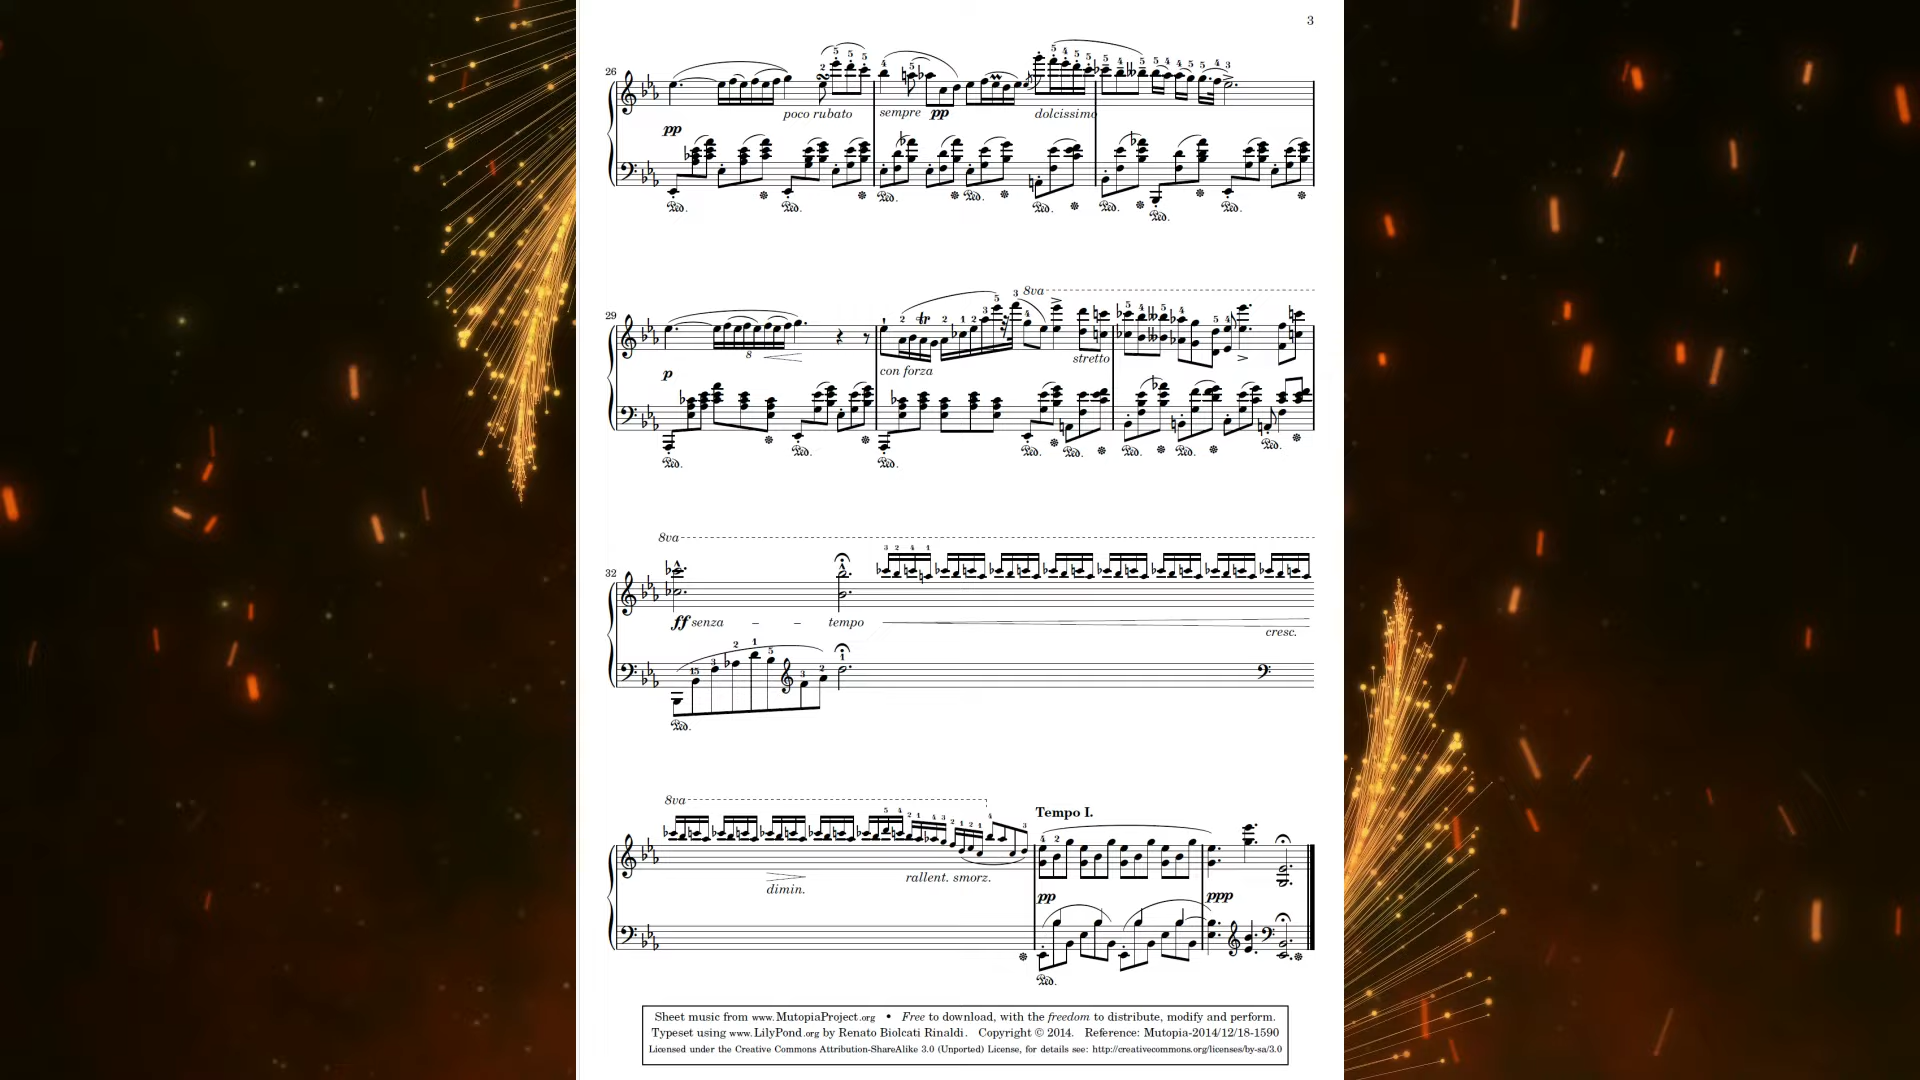 3
26
poco rubato
sempre pp
dolcissimo
pp
29
8va
8
stretto
p
con forza
8va
32
ff senza - - tempo
cresc.
8va
Tempo I.
dimin.
rallent. smorz.
pp
ppp
Sheet music from www.MutopiaProject.org • Free to download, with the freedom to distribute, modify and perform.
Typeset using www.LilyPond.org by Renato Biolcati Rinaldi. Copyright © 2014. Reference: Mutopia-2014/12/18-1590
Licensed under the Creative Commons Attribution-ShareAlike 3.0 (Unported) License, for details see: http://creativecommons.org/licenses/by-sa/3.0